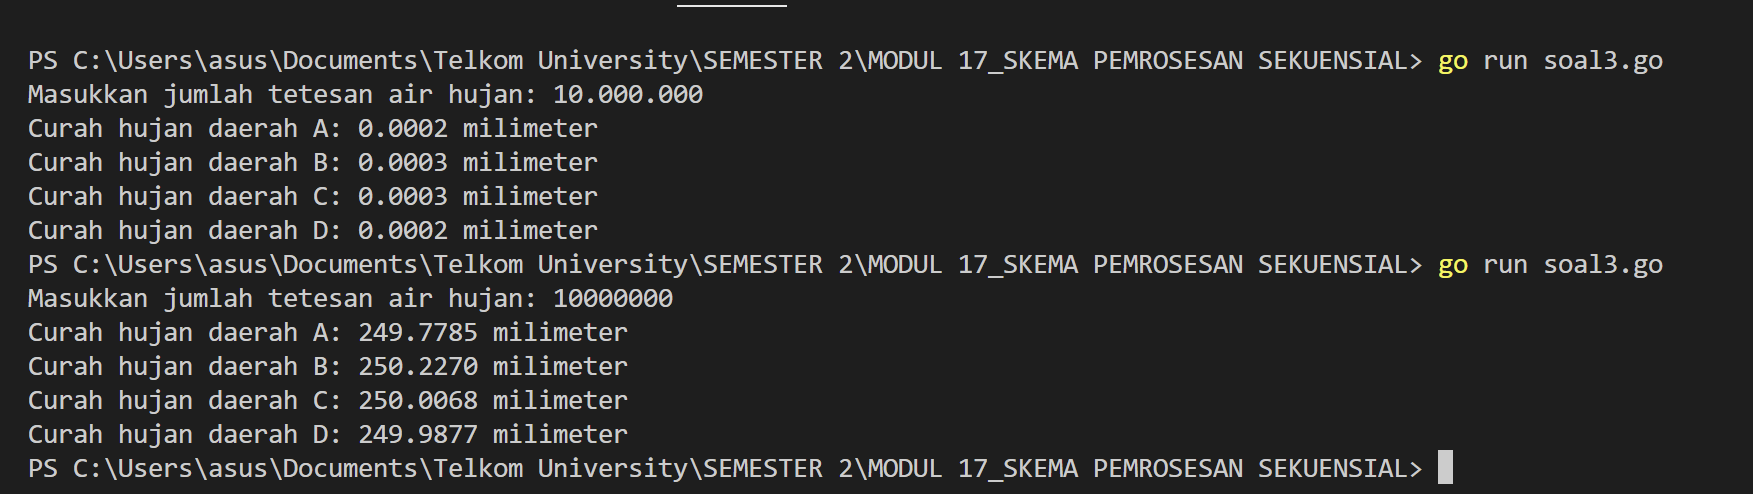 PS C:\Users\asus\Documents\Telkom University\SEMESTER 2\MODUL 17_SKEMA PEMROSESAN SEKUENSIAL> go run soal3.go
Masukkan jumlah tetesan air hujan: 10.000.000
Curah hujan daerah A: 0.0002 milimeter
Curah hujan daerah B: 0.0003 milimeter
Curah hujan daerah C: 0.0003 milimeter
Curah hujan daerah D: 0.0002 milimeter
PS C:\Users\asus\Documents\Telkom University\SEMESTER 2\MODUL 17_SKEMA PEMROSESAN SEKUENSIAL> go run soal3.go
Masukkan jumlah tetesan air hujan: 10000000
Curah hujan daerah A: 249.7785 milimeter
Curah hujan daerah B: 250.2270 milimeter
Curah hujan daerah C: 250.0068 milimeter
Curah hujan daerah D: 249.9877 milimeter
PS C:\Users\asus\Documents\Telkom University\SEMESTER 2\MODUL 17_SKEMA PEMROSESAN SEKUENSIAL>